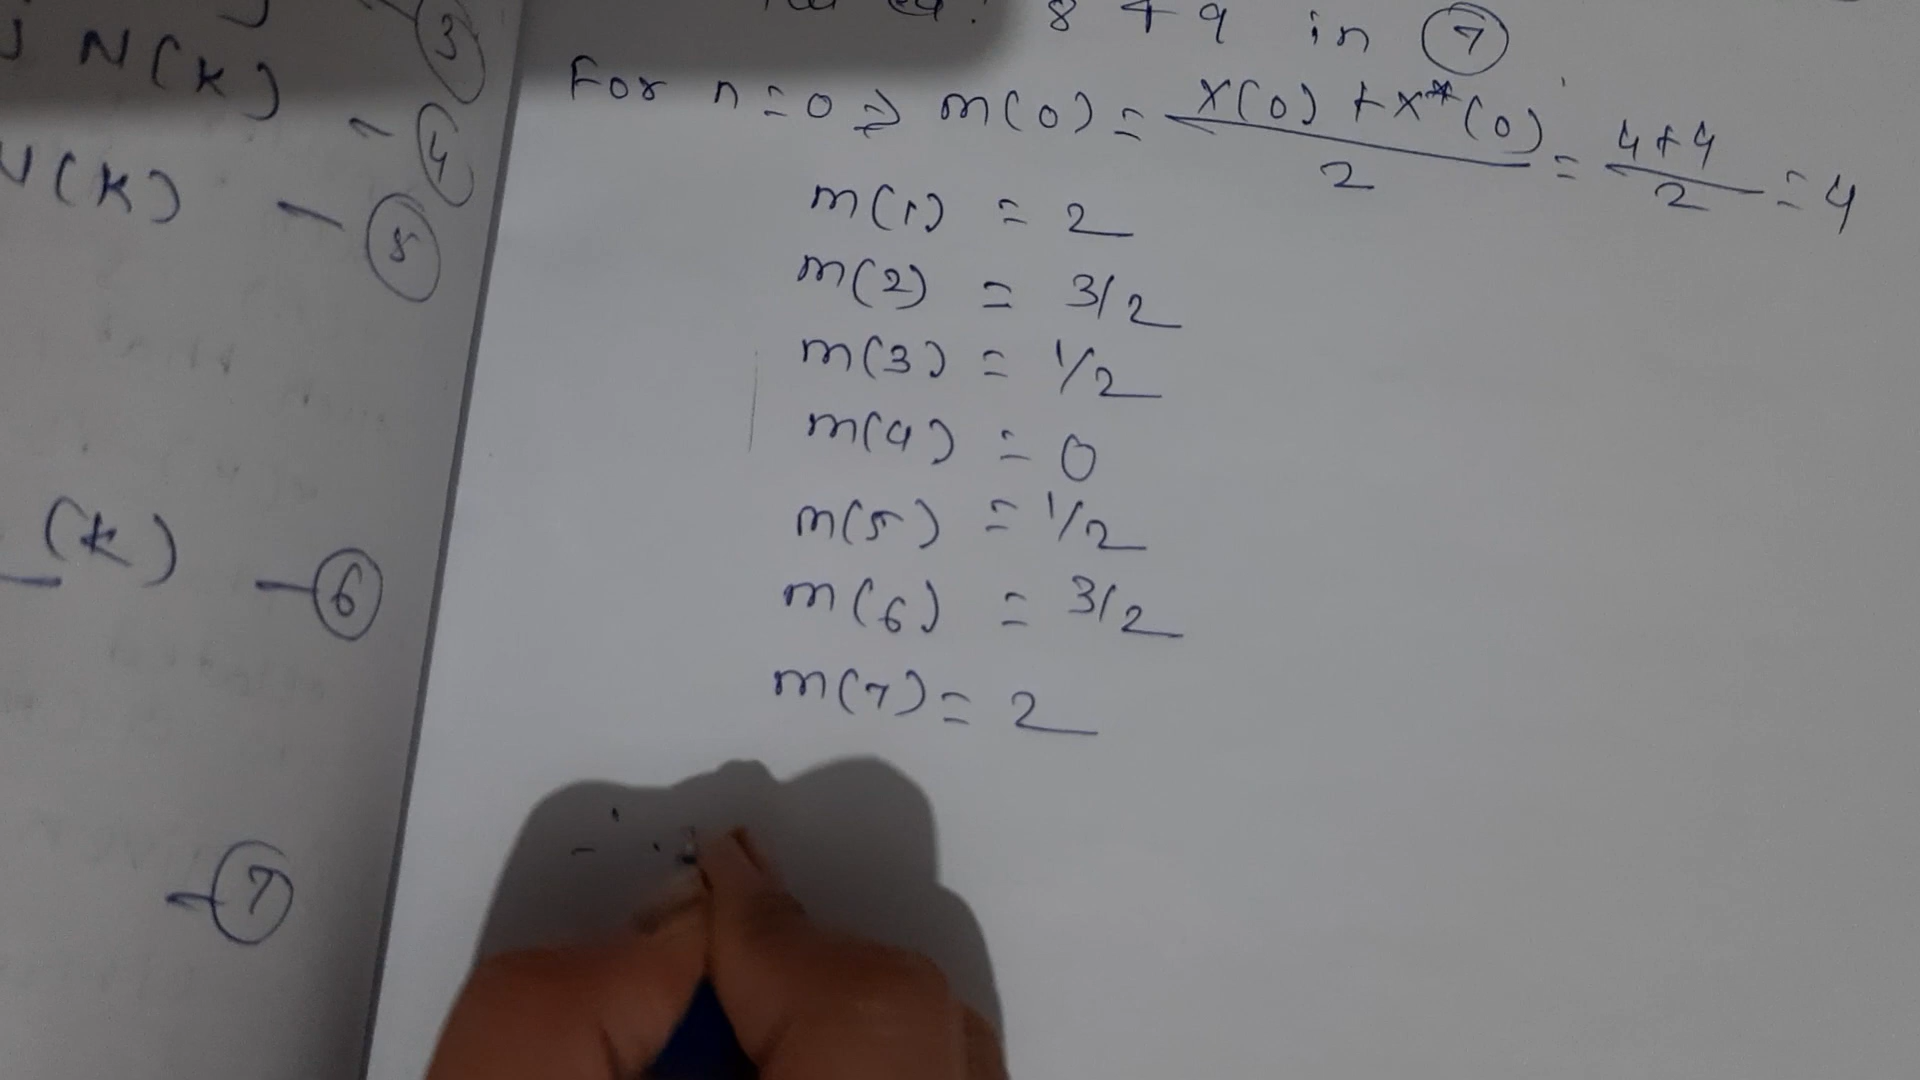 N(K)
3
4
(K)
5
(k) - 6
- 7
8 + 9 in 7
For n = 0 ⇒ m(0) = X(0) + X*(0) / 2 = 4+4 / 2 = 4
m(1) = 2
m(2) = 3/2
m(3) = 1/2
m(4) = 0
m(5) = 1/2
m(6) = 3/2
m(7) = 2